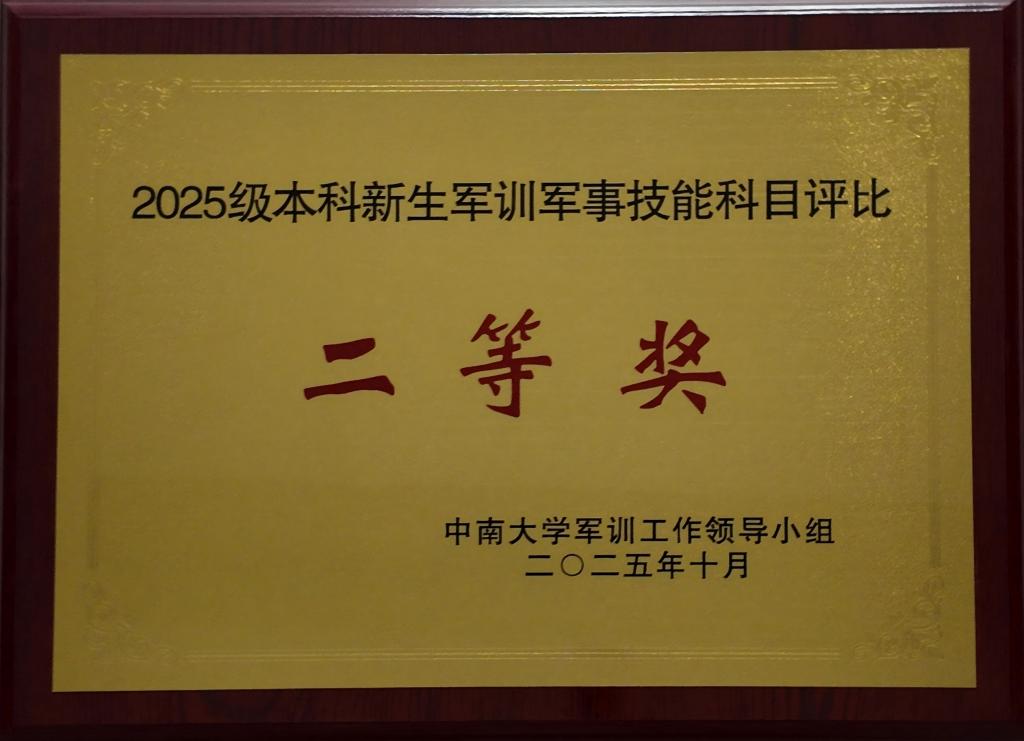 2025级本科新生军训军事技能科目评比
二等奖
中南大学军训工作领导小组
二〇二五年十月